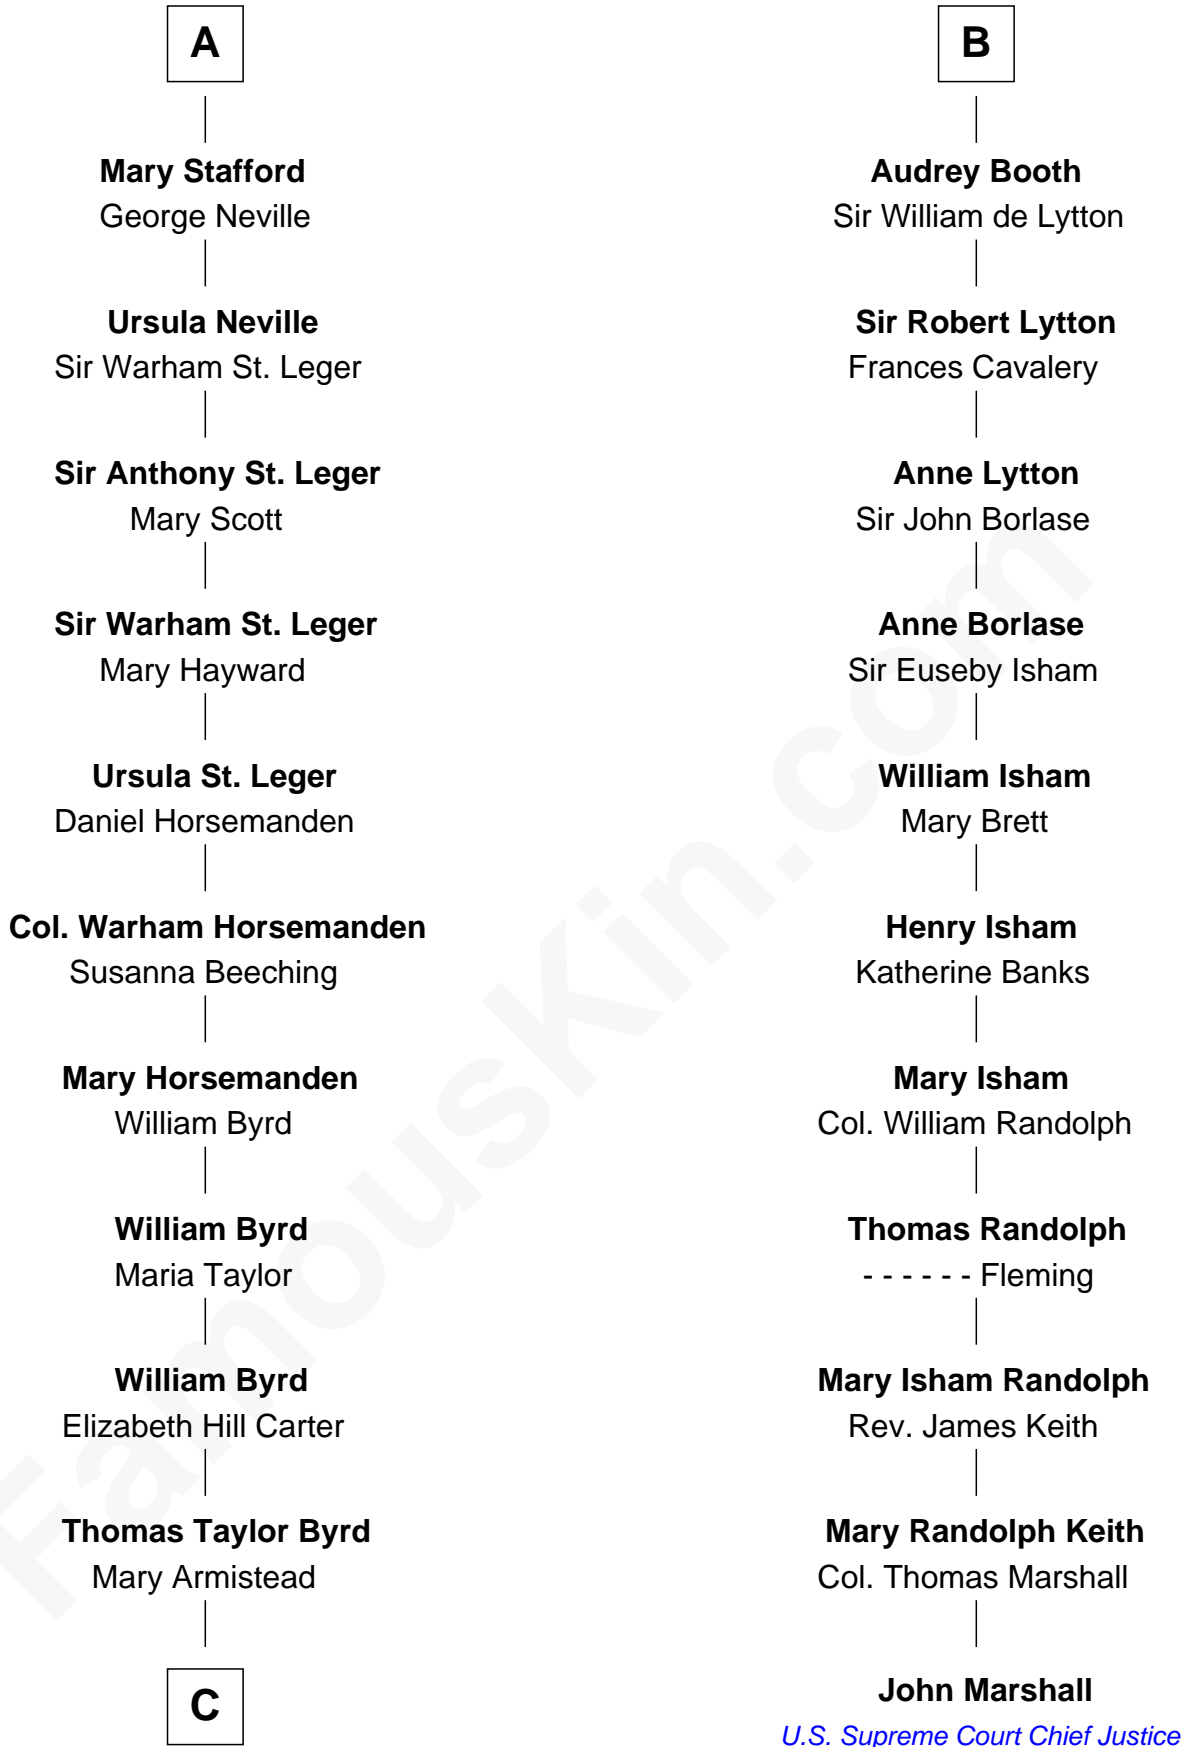 A
Mary Stafford
George Neville
Ursula Neville
Sir Warham St. Leger
Sir Anthony St. Leger
Mary Scott
Sir Warham St. Leger
Mary Hayward
Ursula St. Leger
Daniel Horsemanden
Col. Warham Horsemanden
Susanna Beeching
Mary Horsemanden
William Byrd
William Byrd
Maria Taylor
William Byrd
Elizabeth Hill Carter
Thomas Taylor Byrd
Mary Armistead
C
B
Audrey Booth
Sir William de Lytton
Sir Robert Lytton
Frances Cavalery
Anne Lytton
Sir John Borlase
Anne Borlase
Sir Euseby Isham
William Isham
Mary Brett
Henry Isham
Katherine Banks
Mary Isham
Col. William Randolph
Thomas Randolph
- - - - - - Fleming
Mary Isham Randolph
Rev. James Keith
Mary Randolph Keith
Col. Thomas Marshall
John Marshall
U.S. Supreme Court Chief Justice
FamousKin.com